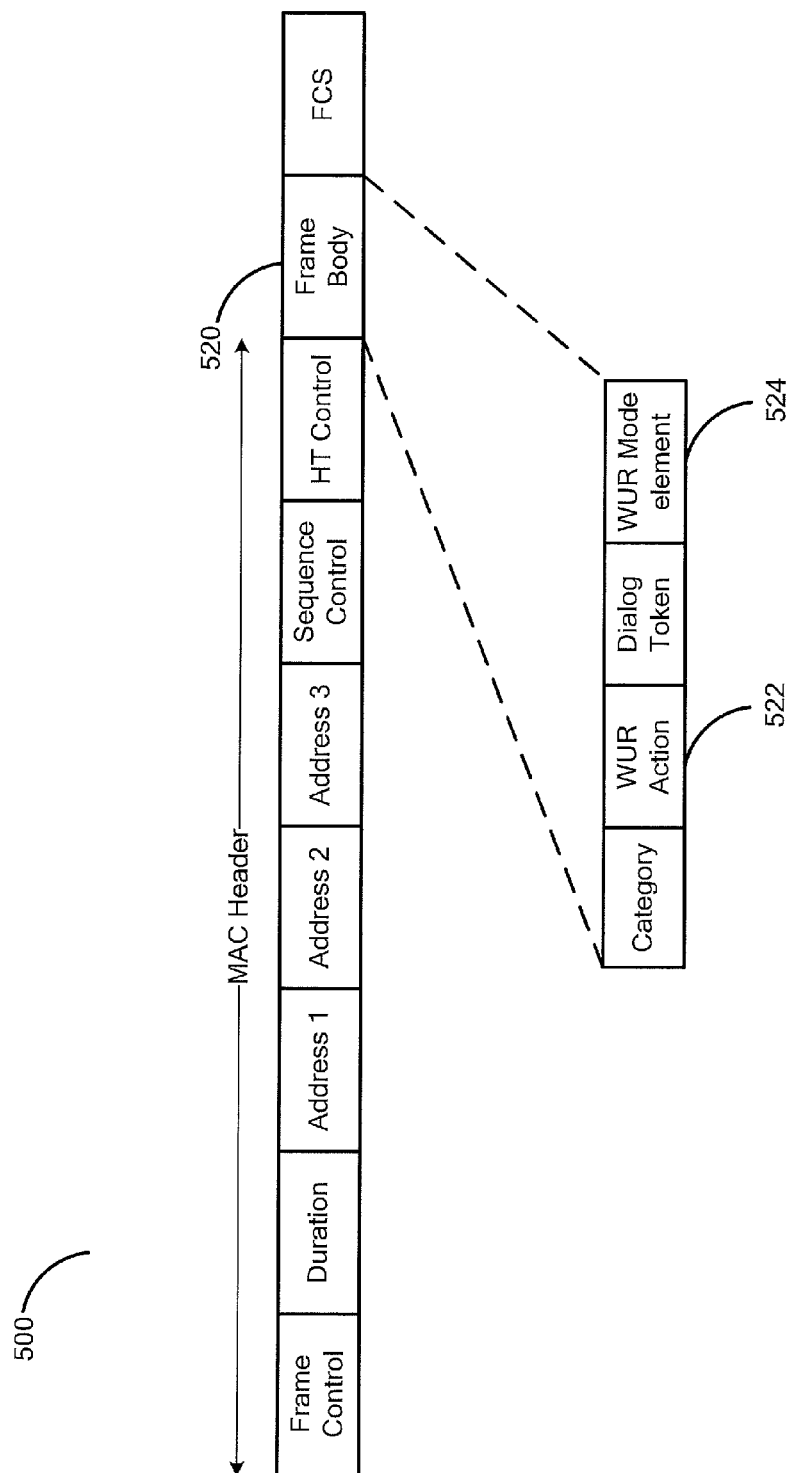 500
MAC Header
520
Frame
Control
Duration
Address 1
Address 2
Address 3
Sequence
Control
HT Control
Frame
Body
FCS
Category
WUR
Action
Dialog
Token
WUR Mode
element
522
524